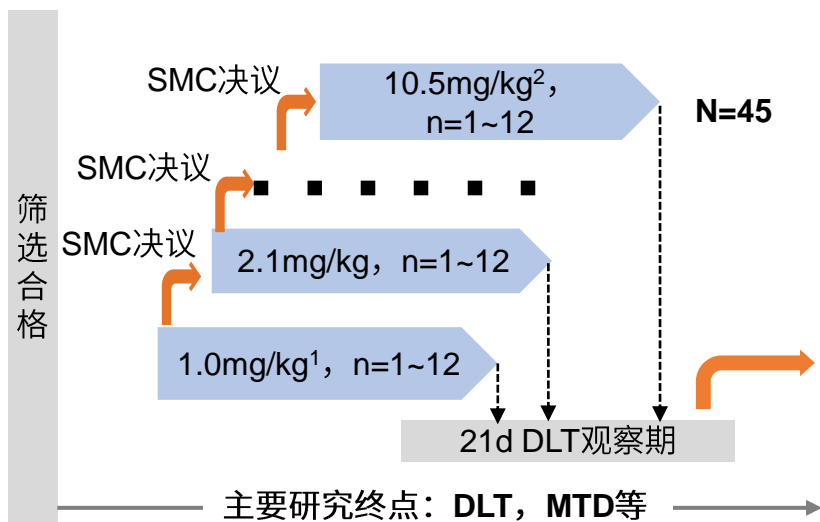 筛选合格
SMC决议
10.5mg/kg²，
n=1~12
N=45
SMC决议
SMC决议
2.1mg/kg，n=1~12
1.0mg/kg¹，n=1~12
21d DLT观察期
主要研究终点：DLT，MTD等